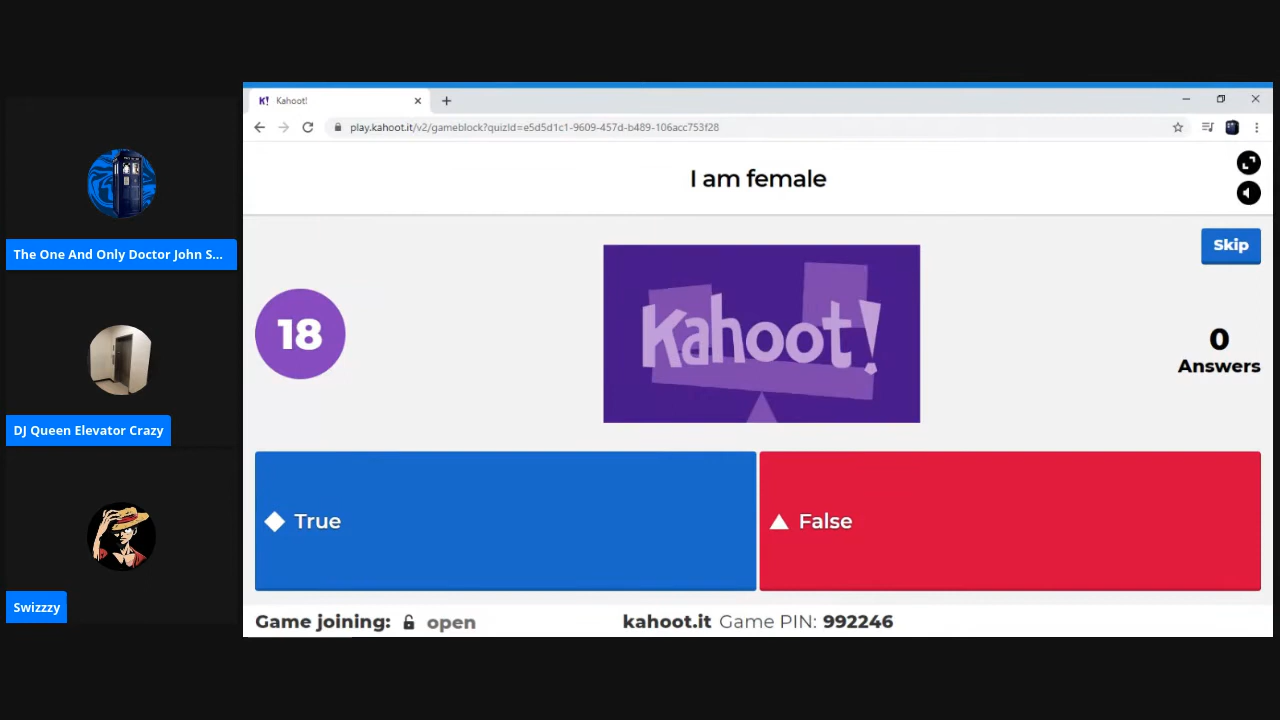 K! Kahoot!
play.kahoot.it/v2/gameblock?quizId=e5d5d1c1-9609-457d-b489-106acc753f28
I am female
Skip
The One And Only Doctor John S...
18
Kahoot!
0
Answers
DJ Queen Elevator Crazy
True
False
Swizzzy
Game joining: open
kahoot.it Game PIN: 992246